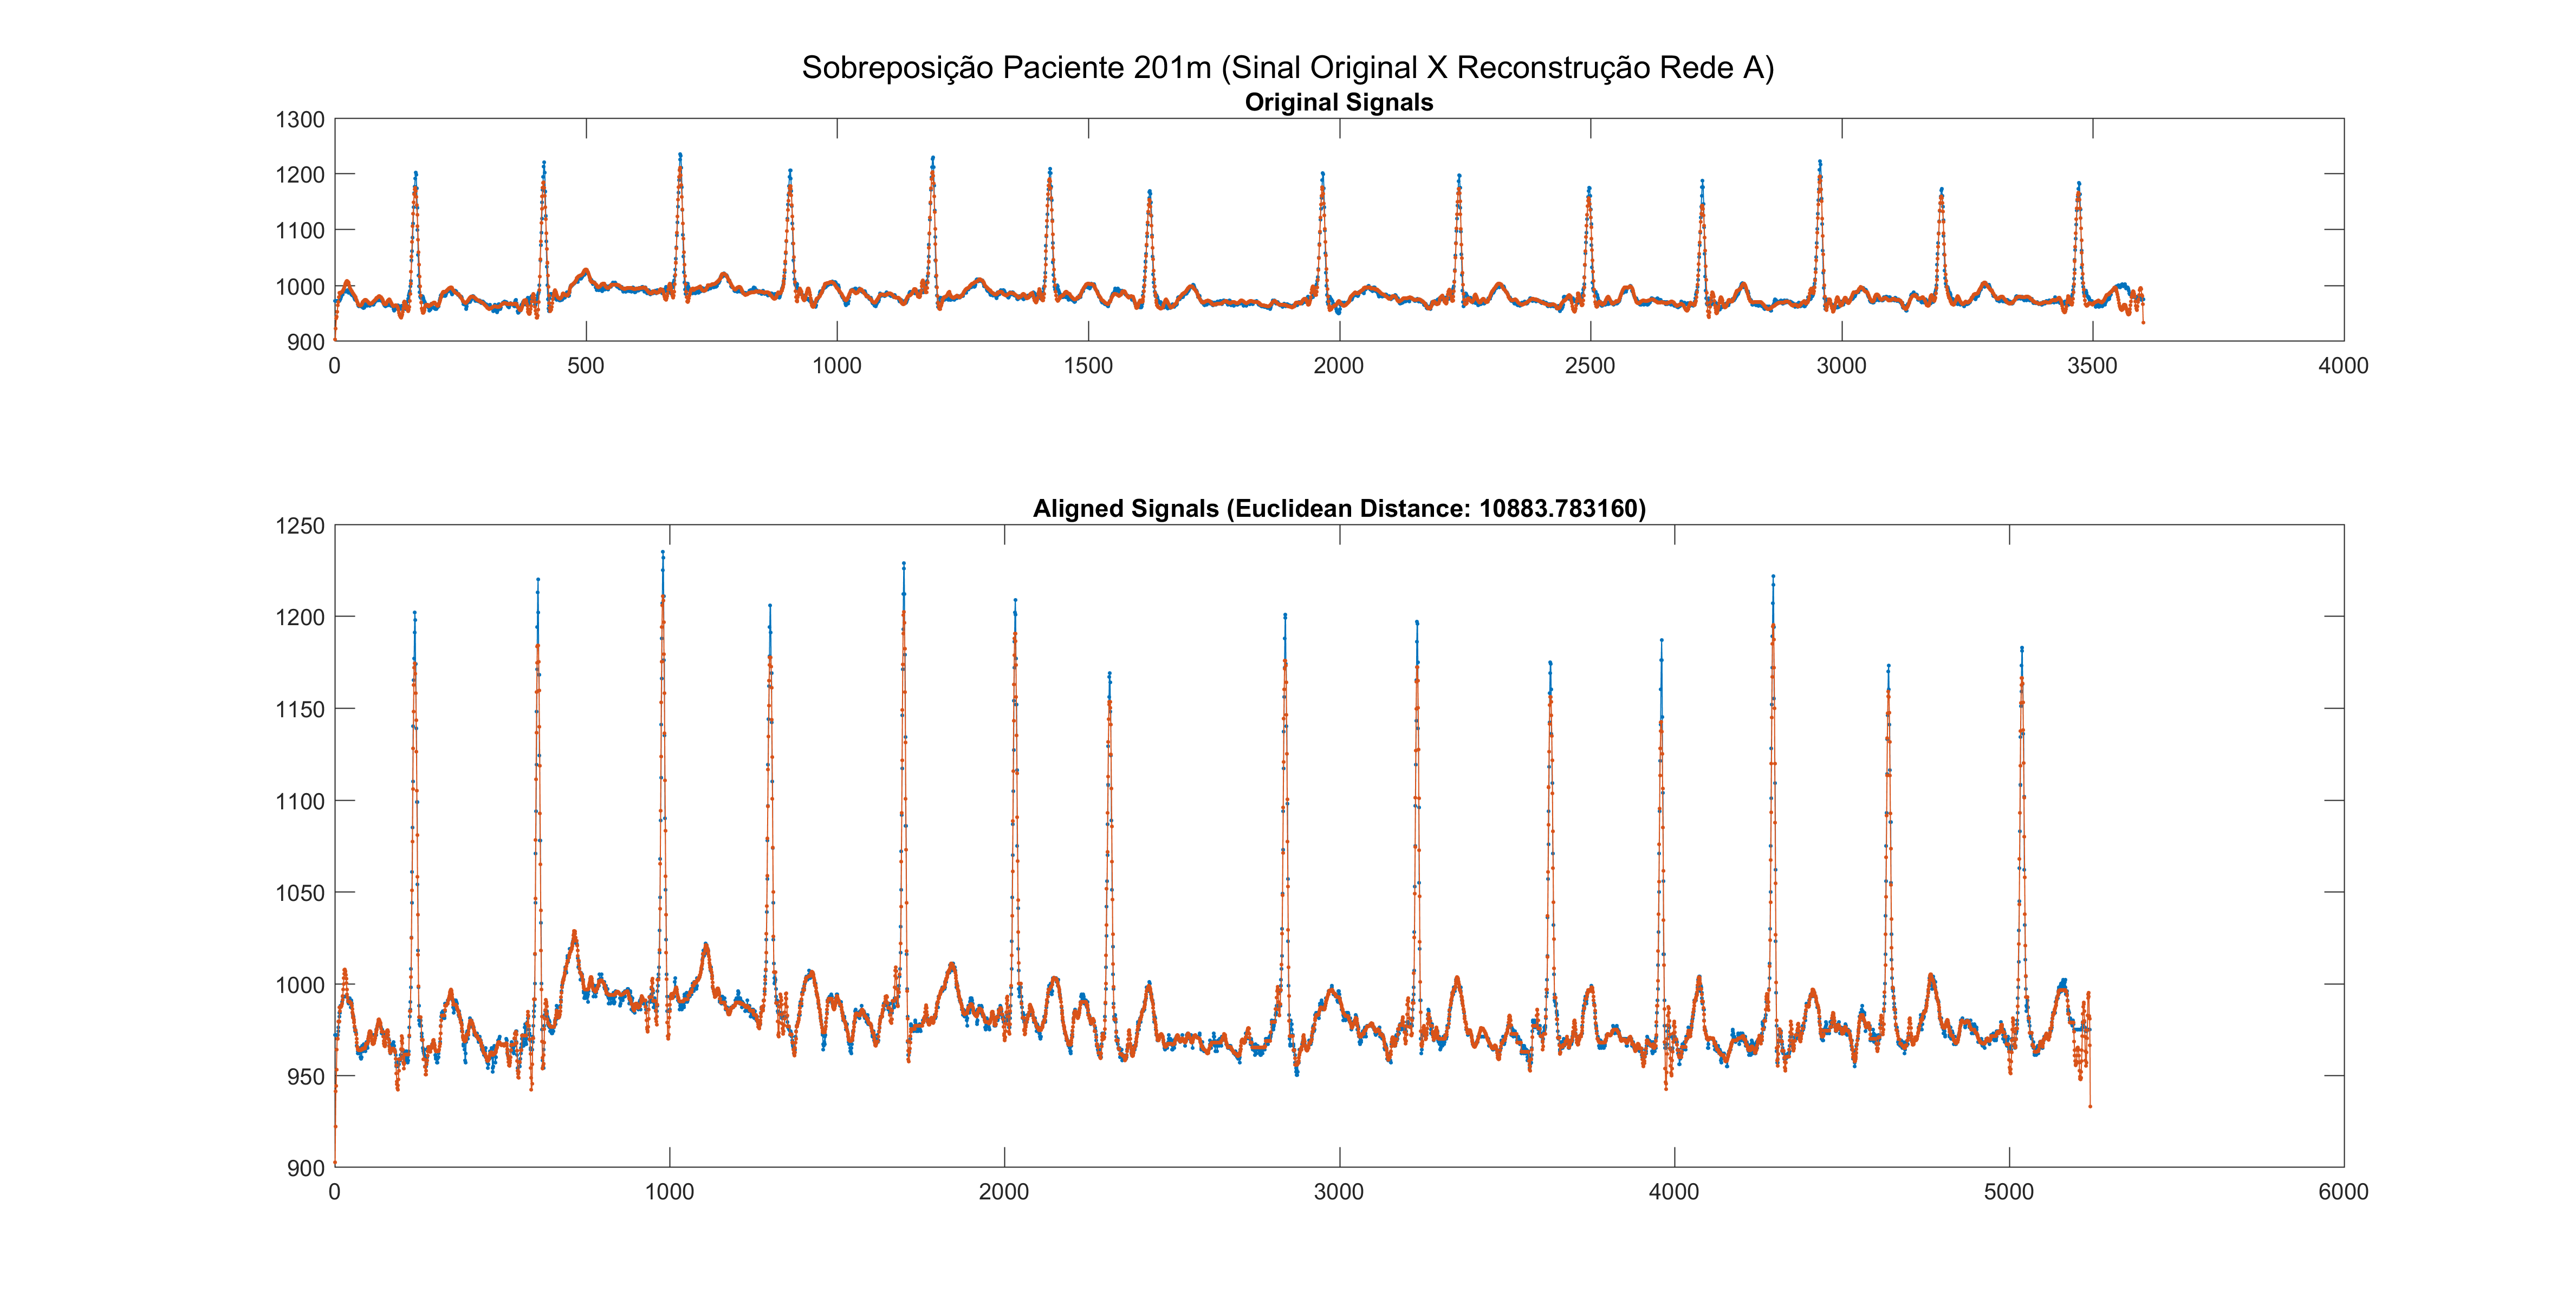 Sobreposição Paciente 201m (Sinal Original X Reconstrução Rede A)
Original Signals
1300
1200
1100
1000
900
0 500 1000 1500 2000 2500 3000 3500 4000
Aligned Signals (Euclidean Distance: 10883.783160)
1250
1200
1150
1100
1050
1000
950
900
0 1000 2000 3000 4000 5000 6000